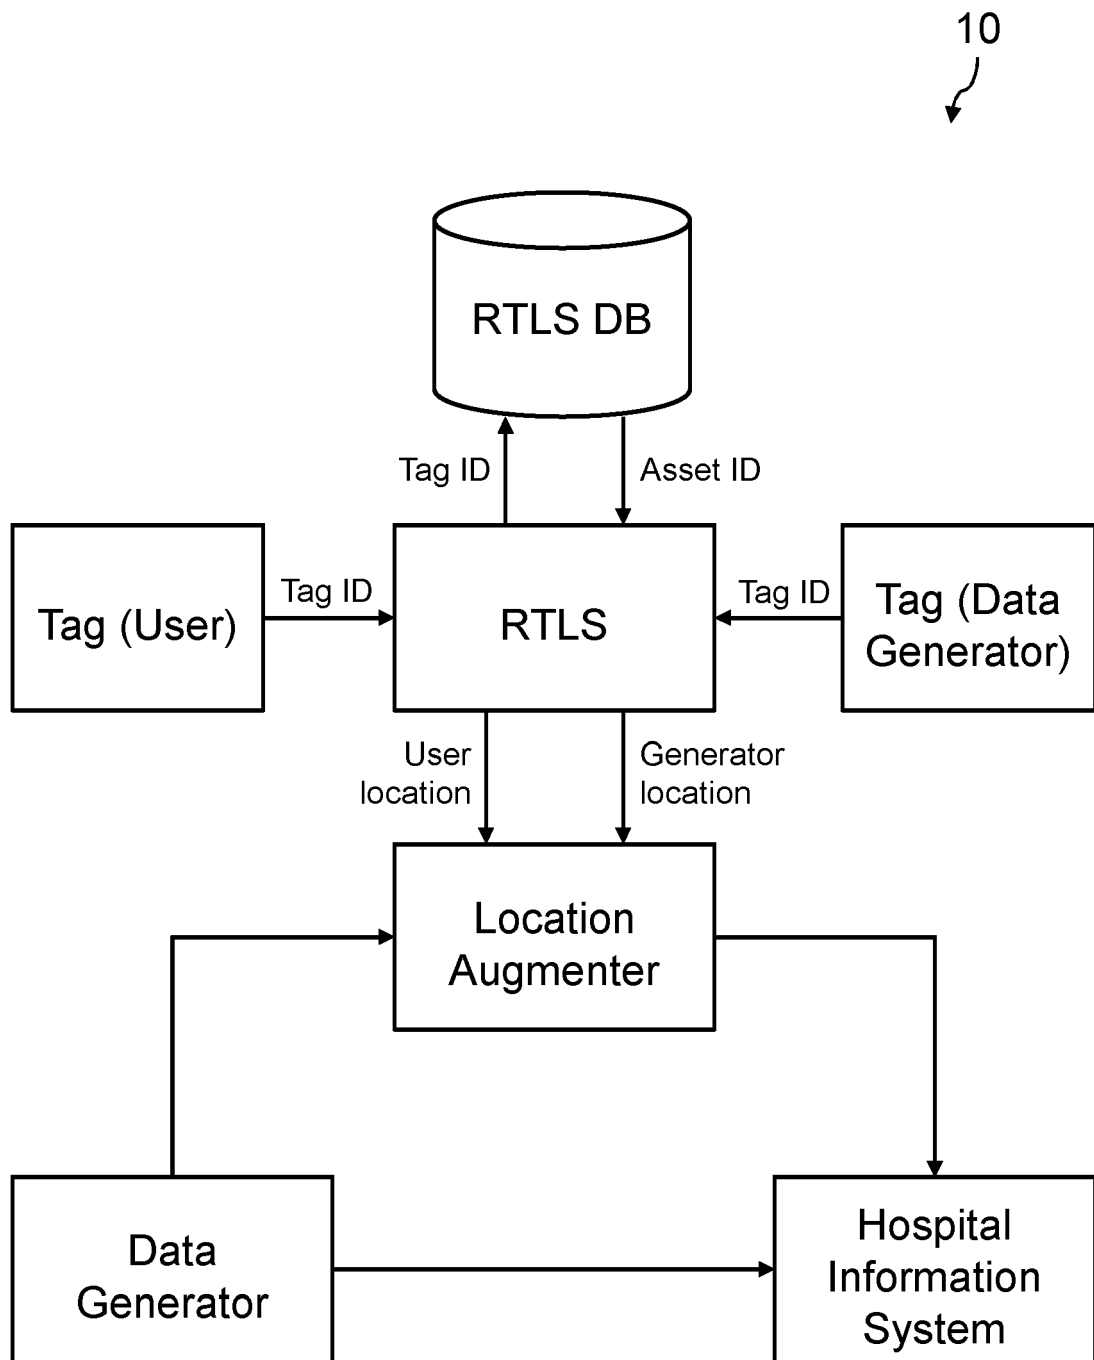 10
RTLS DB
Tag ID
Asset ID
Tag (User)
Tag ID
RTLS
Tag ID
Tag (Data
Generator)
User
location
Generator
location
Location
Augmenter
Data
Generator
Hospital
Information
System